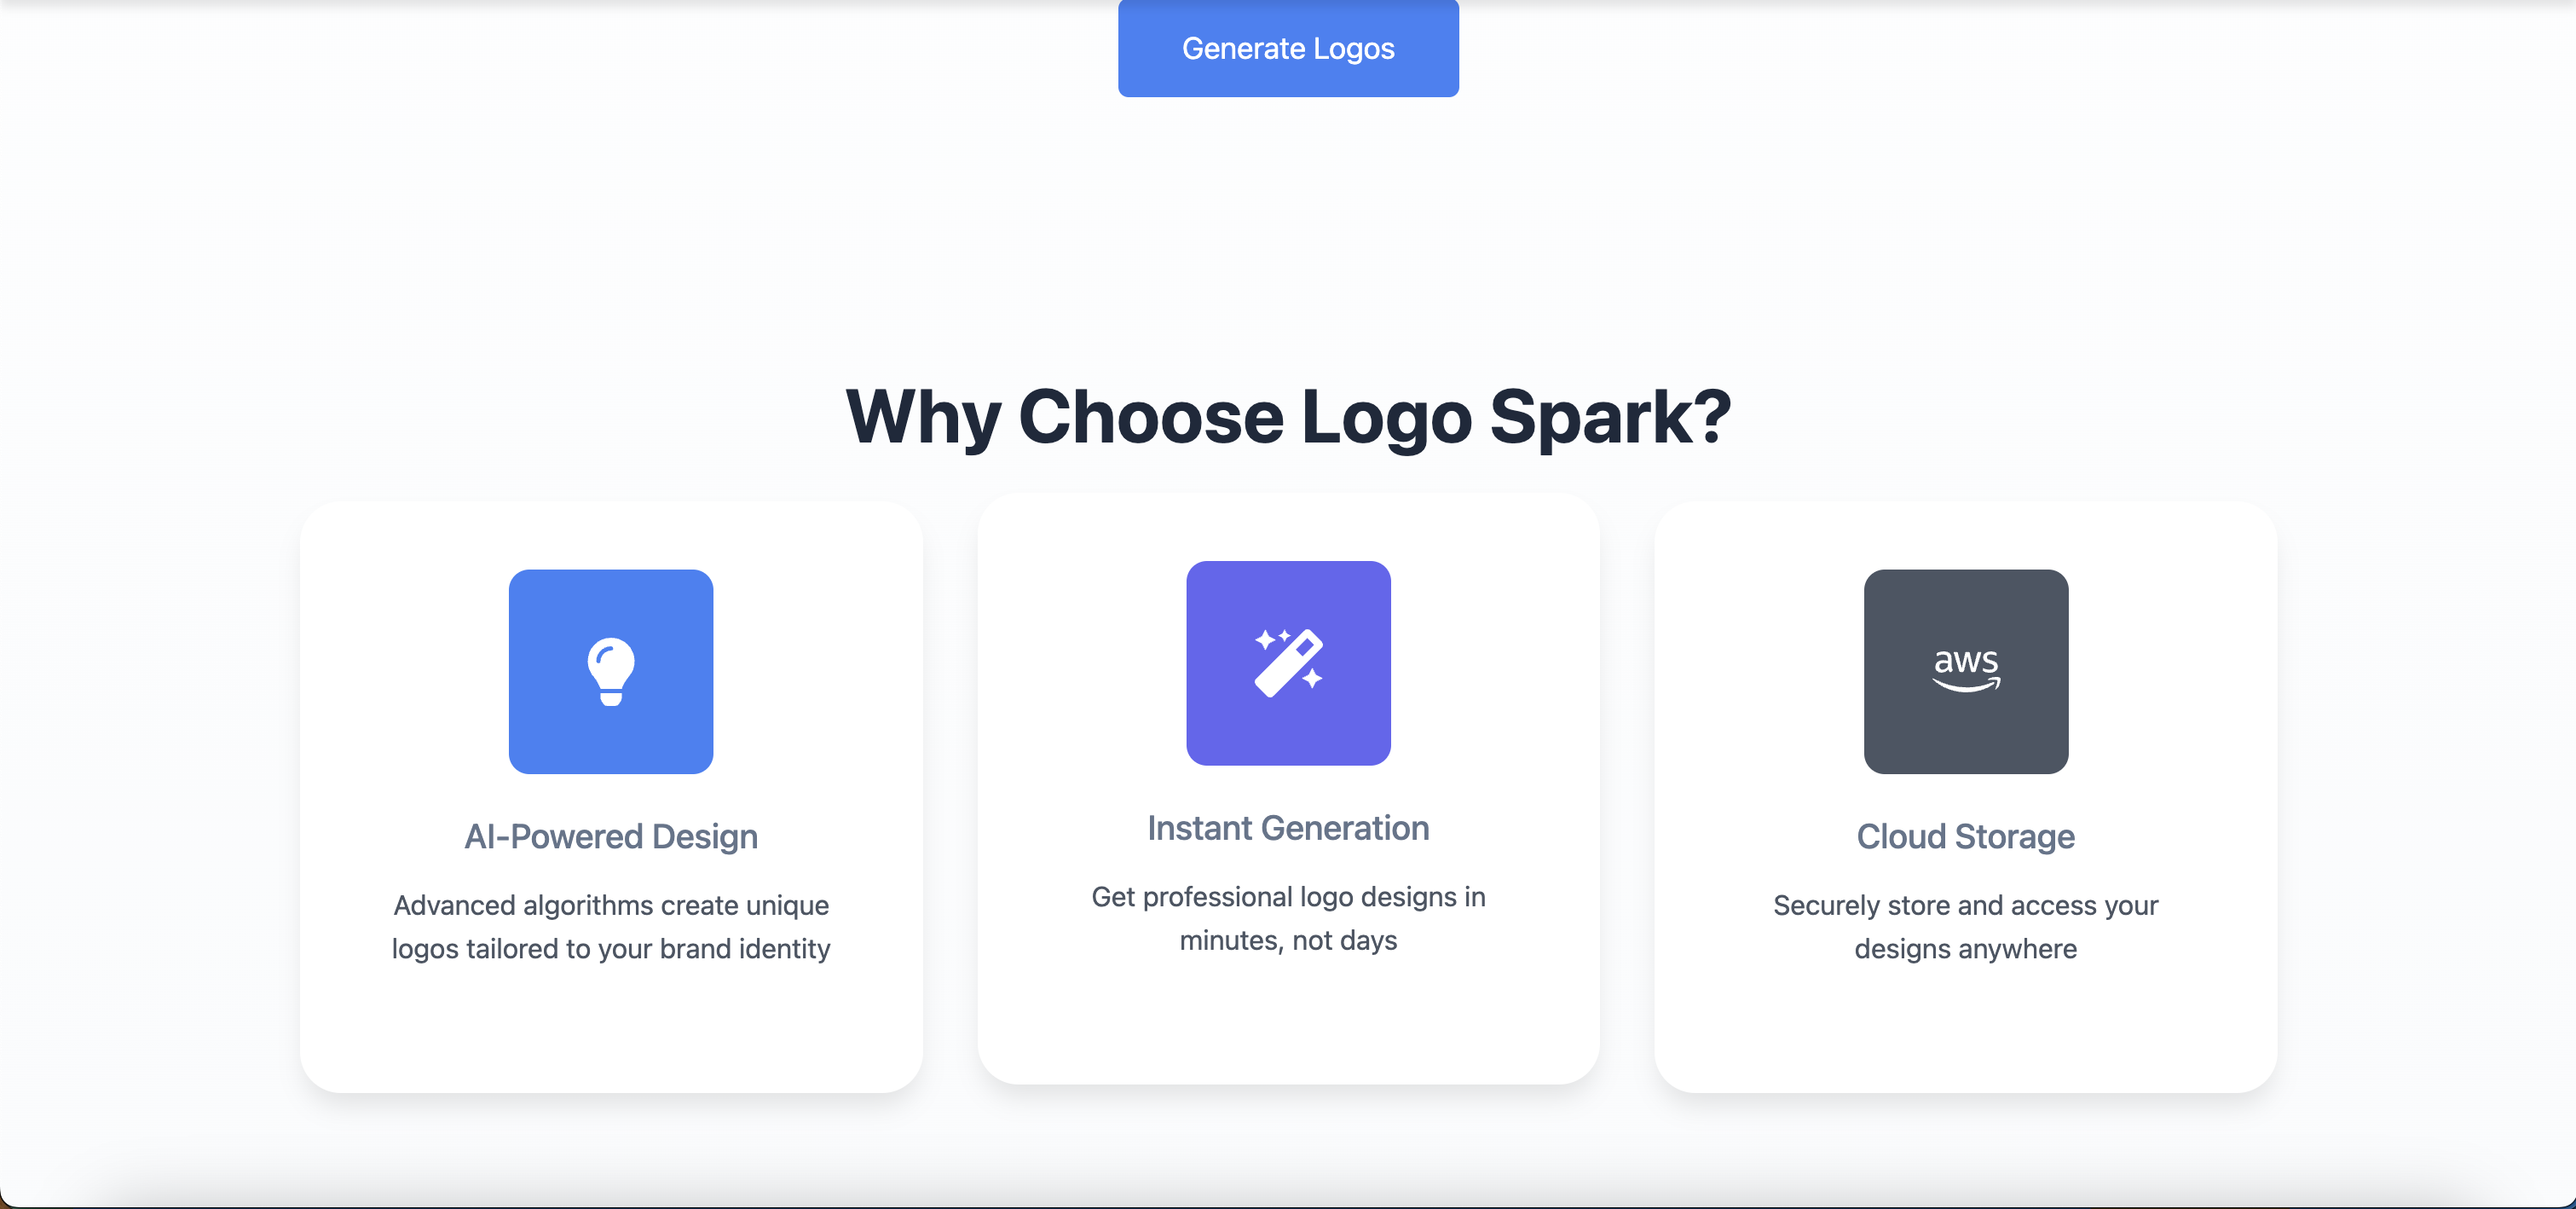 Generate Logos
Why Choose Logo Spark?
aws
AI-Powered Design
Advanced algorithms create unique
logos tailored to your brand identity
Instant Generation
Get professional logo designs in
minutes, not days
Cloud Storage
Securely store and access your
designs anywhere